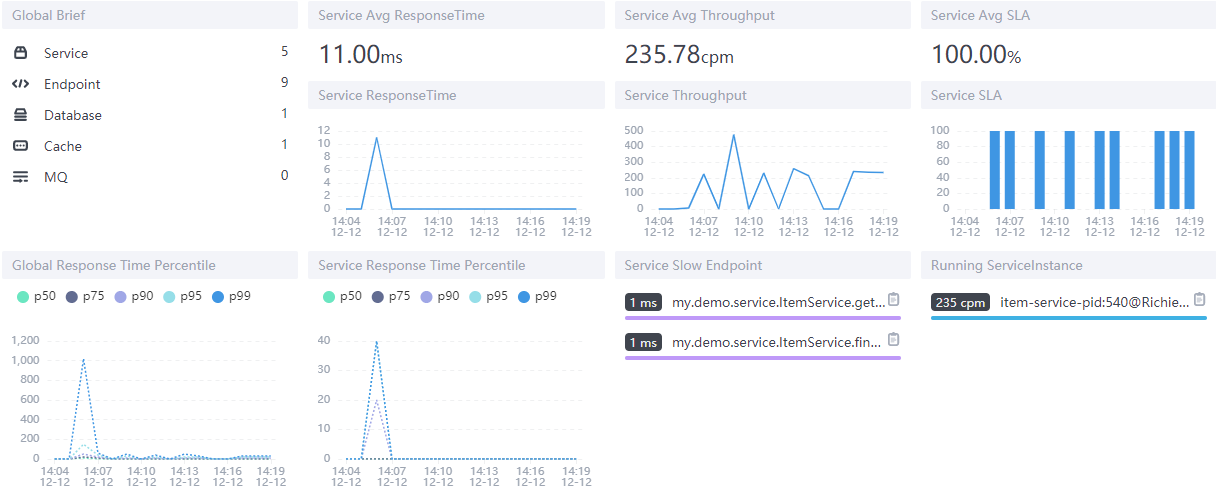 Global Brief
Service 5
Endpoint 9
Database 1
Cache 1
MQ 0
Service Avg ResponseTime
11.00ms
Service Avg Throughput
235.78cpm
Service Avg SLA
100.00%
Service ResponseTime
12
10
8
6
4
2
0
14:04 14:07 14:10 14:13 14:16 14:19
12-12 12-12 12-12 12-12 12-12 12-12
Service Throughput
500
400
300
200
100
0
14:04 14:07 14:10 14:13 14:16 14:19
12-12 12-12 12-12 12-12 12-12 12-12
Service SLA
100
80
60
40
20
0
14:04 14:07 14:10 14:13 14:16 14:19
12-12 12-12 12-12 12-12 12-12 12-12
Global Response Time Percentile
p50 p75 p90 p95 p99
1,200
1,000
800
600
400
200
0
14:04 14:07 14:10 14:13 14:16 14:19
12-12 12-12 12-12 12-12 12-12 12-12
Service Response Time Percentile
p50 p75 p90 p95 p99
40
30
20
10
0
14:04 14:07 14:10 14:13 14:16 14:19
12-12 12-12 12-12 12-12 12-12 12-12
Service Slow Endpoint
1 ms my.demo.service.ItemService.get...
1 ms my.demo.service.ItemService.fin...
Running ServiceInstance
235 cpm item-service-pid:540@Richie...